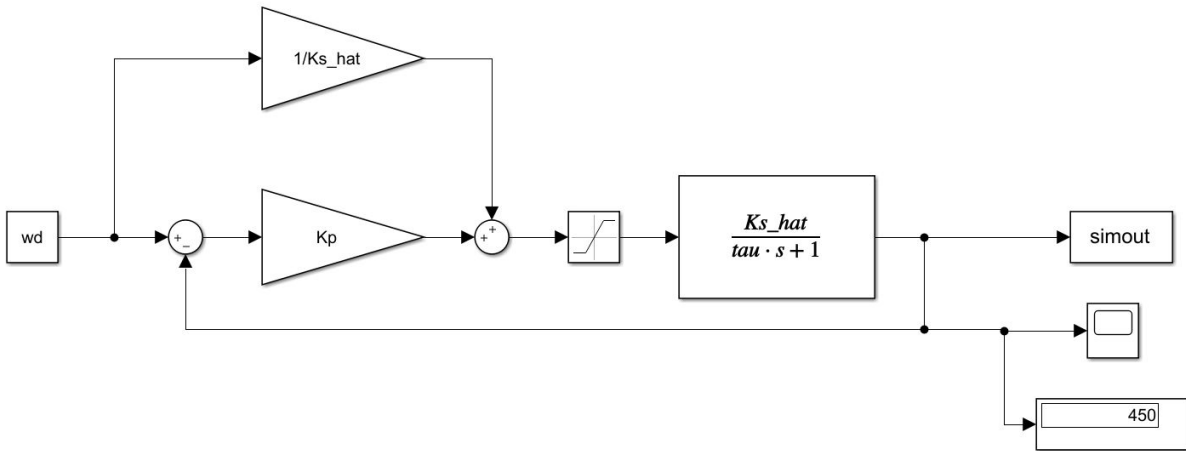 1/Ks_hat
wd
+
−
Kp
+
+
Ks_hat
tau · s + 1
simout
450